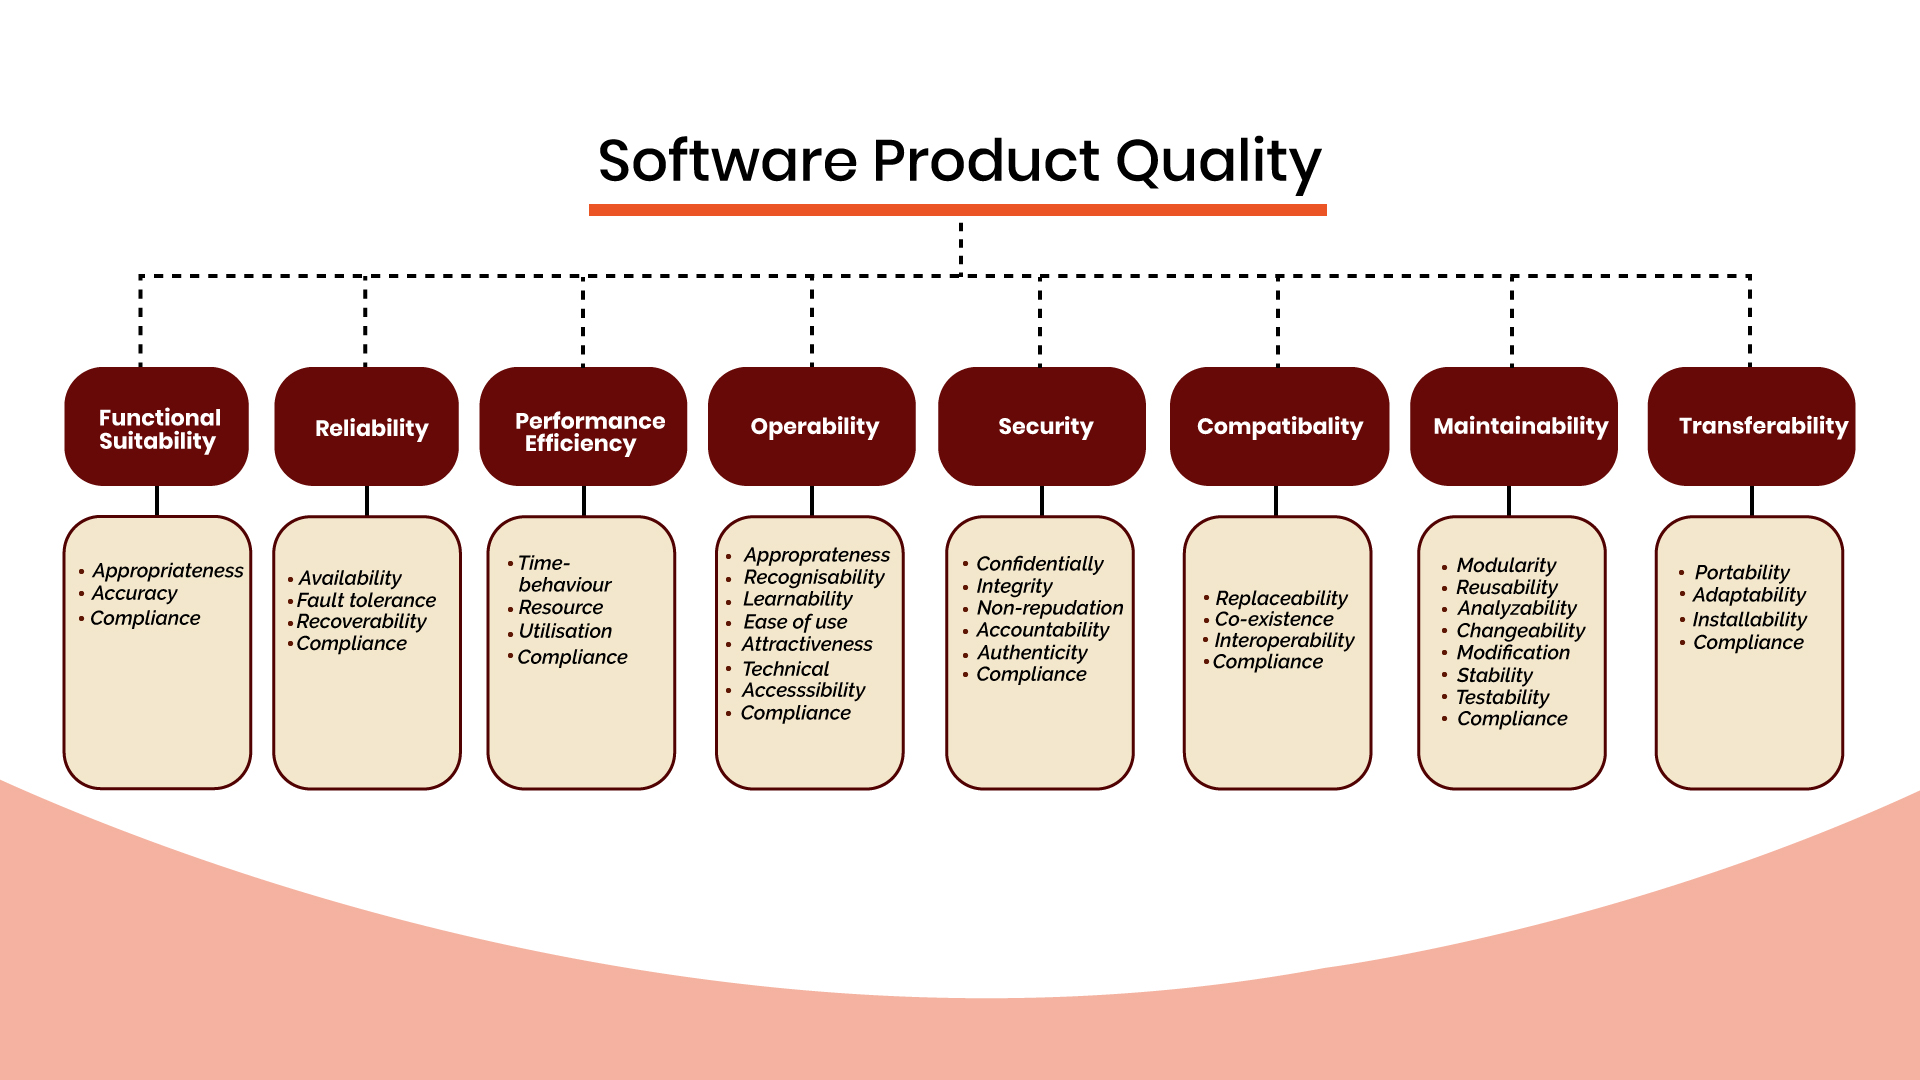 Software Product Quality
Functional
Suitability
Reliability
Performance
Efficiency
Operability
Security
Compatibality
Maintainability
Transferability
• Appropriateness
• Accuracy
• Compliance
• Availability
• Fault tolerance
• Recoverability
• Compliance
• Time-
behaviour
• Resource
• Utilisation
• Compliance
• Approprateness
• Recognisability
• Learnability
• Ease of use
• Attractiveness
• Technical
• Accesssibility
• Compliance
• Confidentially
• Integrity
• Non-repudation
• Accountability
• Authenticity
• Compliance
• Replaceability
• Co-existence
• Interoperability
• Compliance
• Modularity
• Reusability
• Analyzability
• Changeability
• Modification
• Stability
• Testability
• Compliance
• Portability
• Adaptability
• Installability
• Compliance